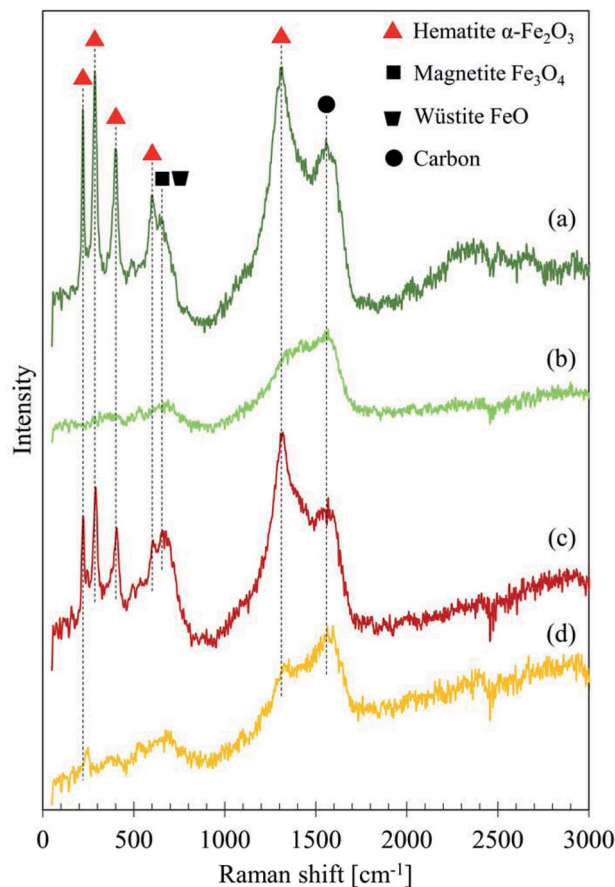 Hematite α-Fe₂O₃
Magnetite Fe₃O₄
Wüstite FeO
Carbon
(a)
(b)
(c)
(d)
Intensity
0 500 1000 1500 2000 2500 3000
Raman shift [cm⁻¹]